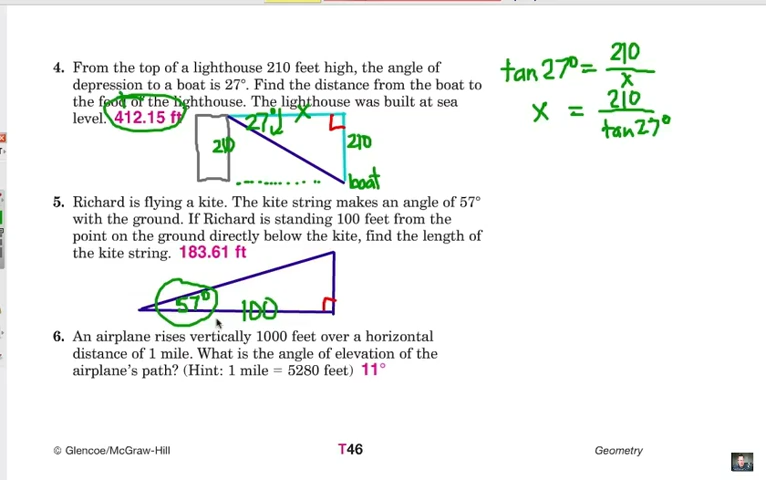 4. From the top of a lighthouse 210 feet high, the angle of
depression to a boat is 27°. Find the distance from the boat to
the foot of the lighthouse. The lighthouse was built at sea
level. 412.15 ft
27° x
210
210
boat
tan 27° = 210/x
x = 210/tan 27°
5. Richard is flying a kite. The kite string makes an angle of 57°
with the ground. If Richard is standing 100 feet from the
point on the ground directly below the kite, find the length of
the kite string. 183.61 ft
57° 100
6. An airplane rises vertically 1000 feet over a horizontal
distance of 1 mile. What is the angle of elevation of the
airplane's path? (Hint: 1 mile = 5280 feet) 11°
© Glencoe/McGraw-Hill T46 Geometry